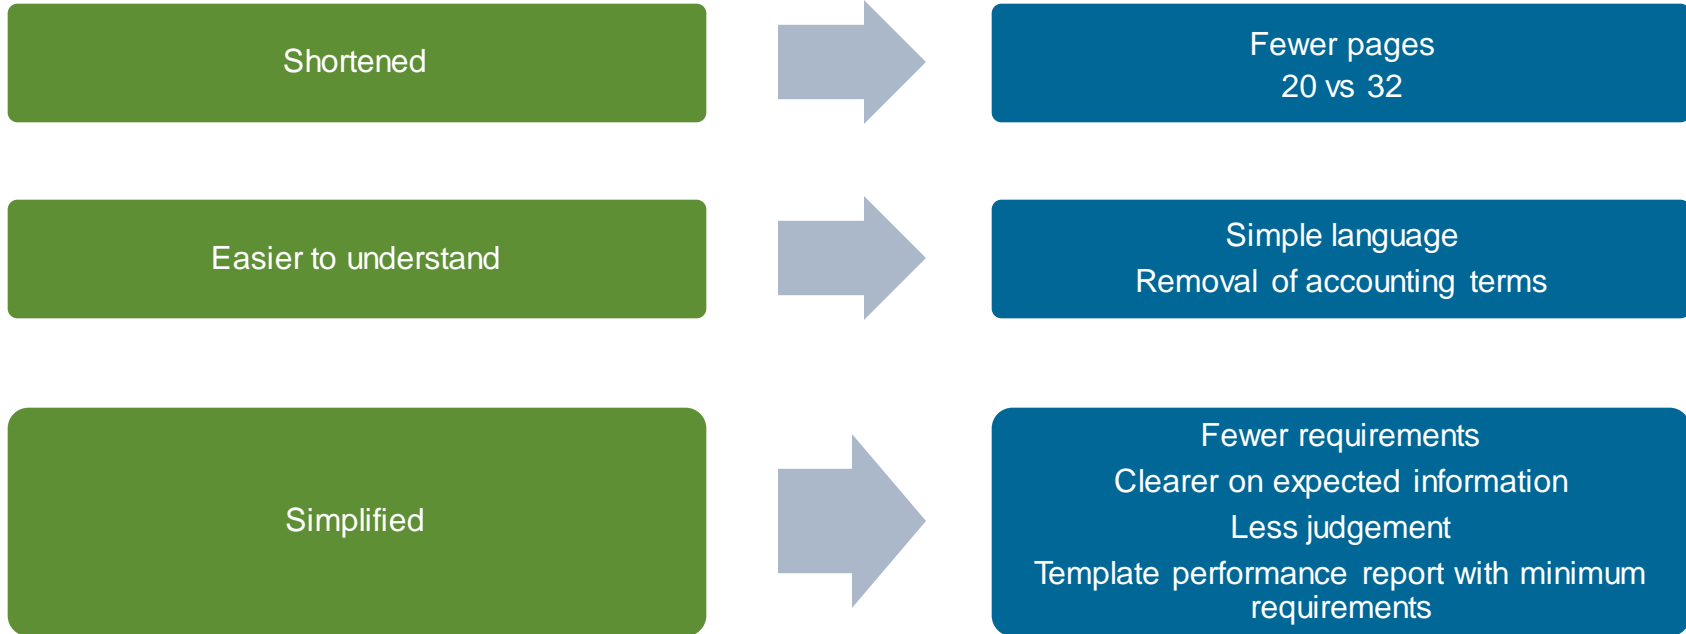 Shortened
Fewer pages
20 vs 32
Easier to understand
Simple language
Removal of accounting terms
Simplified
Fewer requirements
Clearer on expected information
Less judgement
Template performance report with minimum
requirements